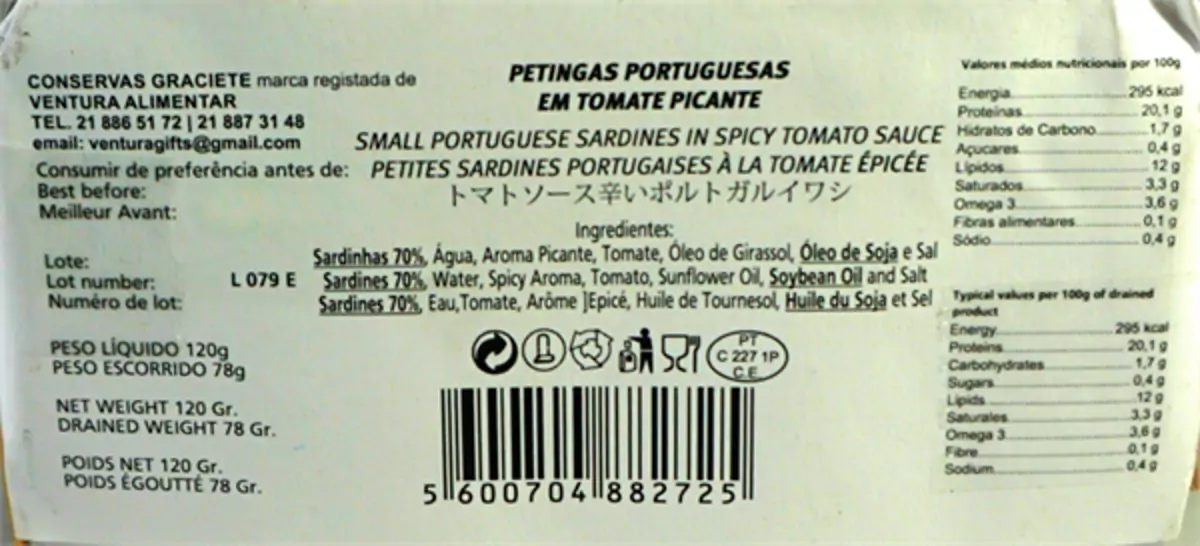 CONSERVAS GRACIETE marca registada de
VENTURA ALIMENTAR
TEL. 21 886 51 72 | 21 887 31 48
email: venturagifts@gmail.com
Consumir de preferência antes de:
Best before:
Meilleur Avant:
Lote:
Lot number: L 079 E
Numéro de lot:
PESO LÍQUIDO 120g
PESO ESCORRIDO 78g
NET WEIGHT 120 Gr.
DRAINED WEIGHT 78 Gr.
POIDS NET 120 Gr.
POIDS ÉGOUTTÉ 78 Gr.
PETINGAS PORTUGUESAS
EM TOMATE PICANTE
SMALL PORTUGUESE SARDINES IN SPICY TOMATO SAUCE
PETITES SARDINES PORTUGAISES À LA TOMATE ÉPICÉE
トマトソース辛いポルトガルイワシ
Ingredientes:
Sardinhas 70%, Água, Aroma Picante, Tomate, Óleo de Girassol, Óleo de Soja e Sal
Sardines 70%, Water, Spicy Aroma, Tomato, Sunflower Oil, Soybean Oil and Salt
Sardines 70%, Eau,Tomate, Arôme ]Epicé, Huile de Tournesol, Huile du Soja et Sel
PT
C 227 1P
C.E.
5 600704 882725
Valores médios nutricionais por 100g
Energia 295 kcal
Proteinas 20,1 g
Hidratos de Carbono 1,7 g
Açucares 0,4 g
Lípidos 12 g
Saturados 3,3 g
Omega 3 3,6 g
Fibras alimentares 0,1 g
Sódio 0,4 g
Typical values per 100g of drained
product
Energy 295 kcal
Proteins 20,1 g
Carbohydrates 1,7 g
Sugars 0,4 g
Lipids 12 g
Saturales 3,3 g
Omega 3 3,6 g
Fibre 0,1 g
Sodium 0,4 g